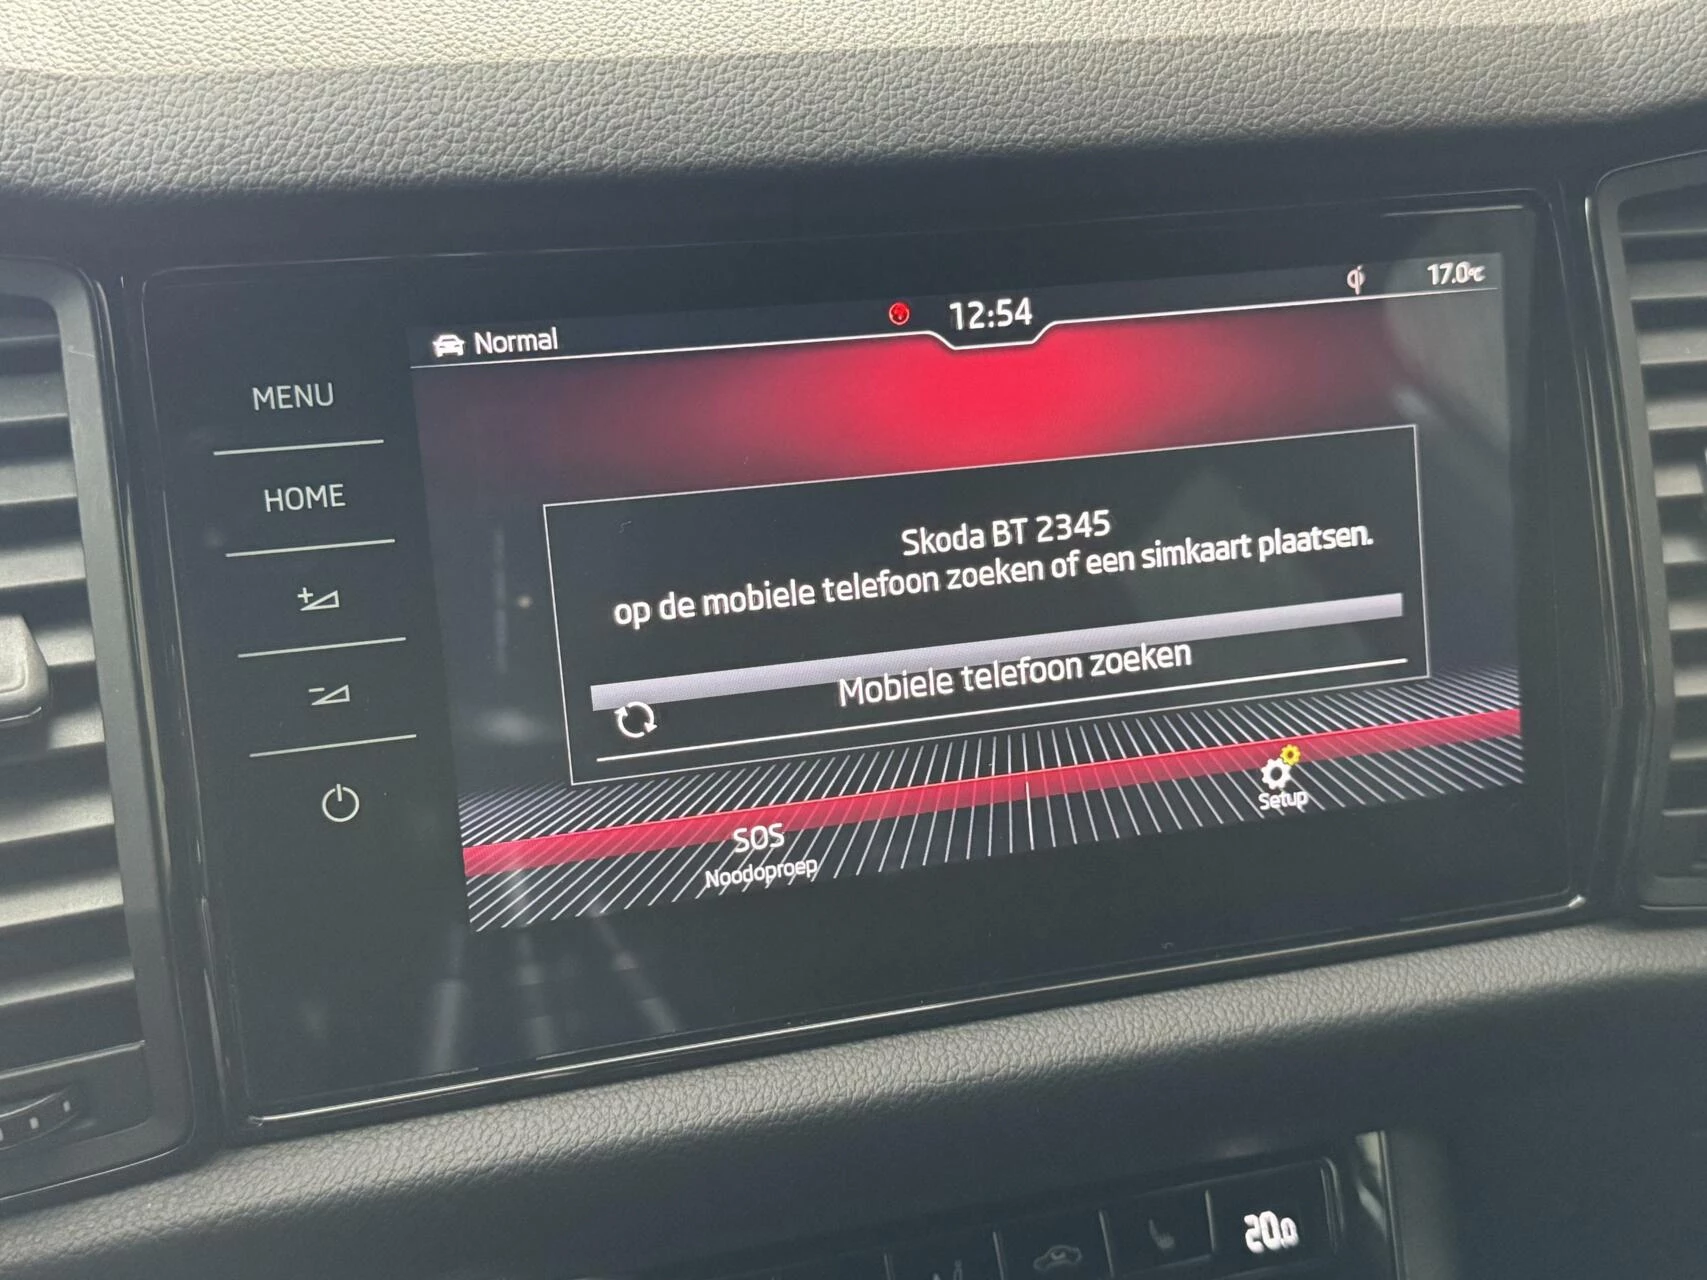 Normal
12:54
17.0°C
MENU
HOME
Skoda BT 2345
op de mobiele telefoon zoeken of een simkaart plaatsen.
Mobiele telefoon zoeken
SOS
Noodoproep
Setup
20.0